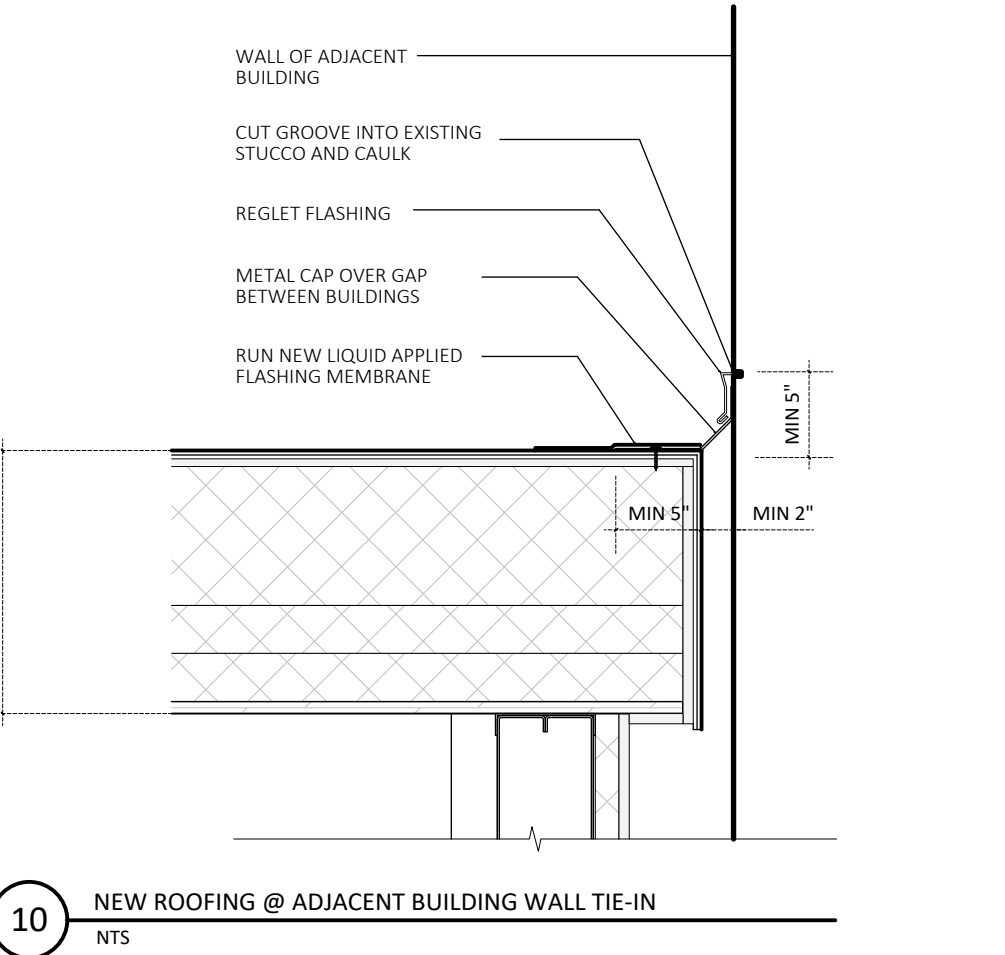 WALL OF ADJACENT
BUILDING
CUT GROOVE INTO EXISTING
STUCCO AND CAULK
REGLET FLASHING
METAL CAP OVER GAP
BETWEEN BUILDINGS
RUN NEW LIQUID APPLIED
FLASHING MEMBRANE
MIN 5"
MIN 5"
MIN 2"
10
NEW ROOFING @ ADJACENT BUILDING WALL TIE-IN
NTS